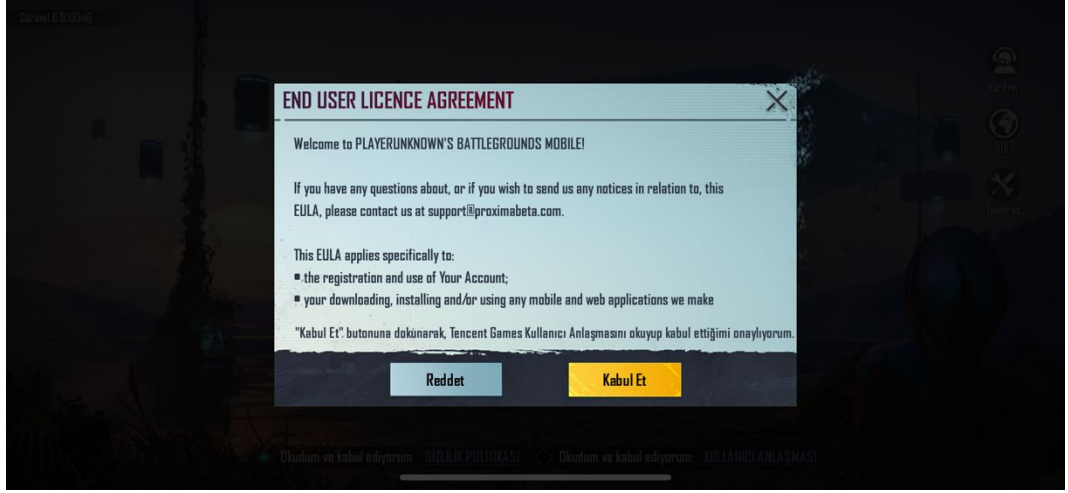 Sürüm1.6.0.15546
Yardım
Dil
END USER LICENCE AGREEMENT
Welcome to PLAYERUNKNOWN'S BATTLEGROUNDS MOBILE!
If you have any questions about, or if you wish to send us any notices in relation to, this
EULA, please contact us at support@proximabeta.com.
This EULA applies specifically to:
▪ the registration and use of Your Account;
▪ your downloading, installing and/or using any mobile and web applications we make
"Kabul Et" butonuna dokunarak, Tencent Games Kullanıcı Anlaşmasını okuyup kabul ettiğimi onaylıyorum.
Reddet
Kabul Et
Okudum ve kabul ediyorum GİZLİLİK POLİTİKASI Okudum ve kabul ediyorum: KULLANICI ANLAŞMASI